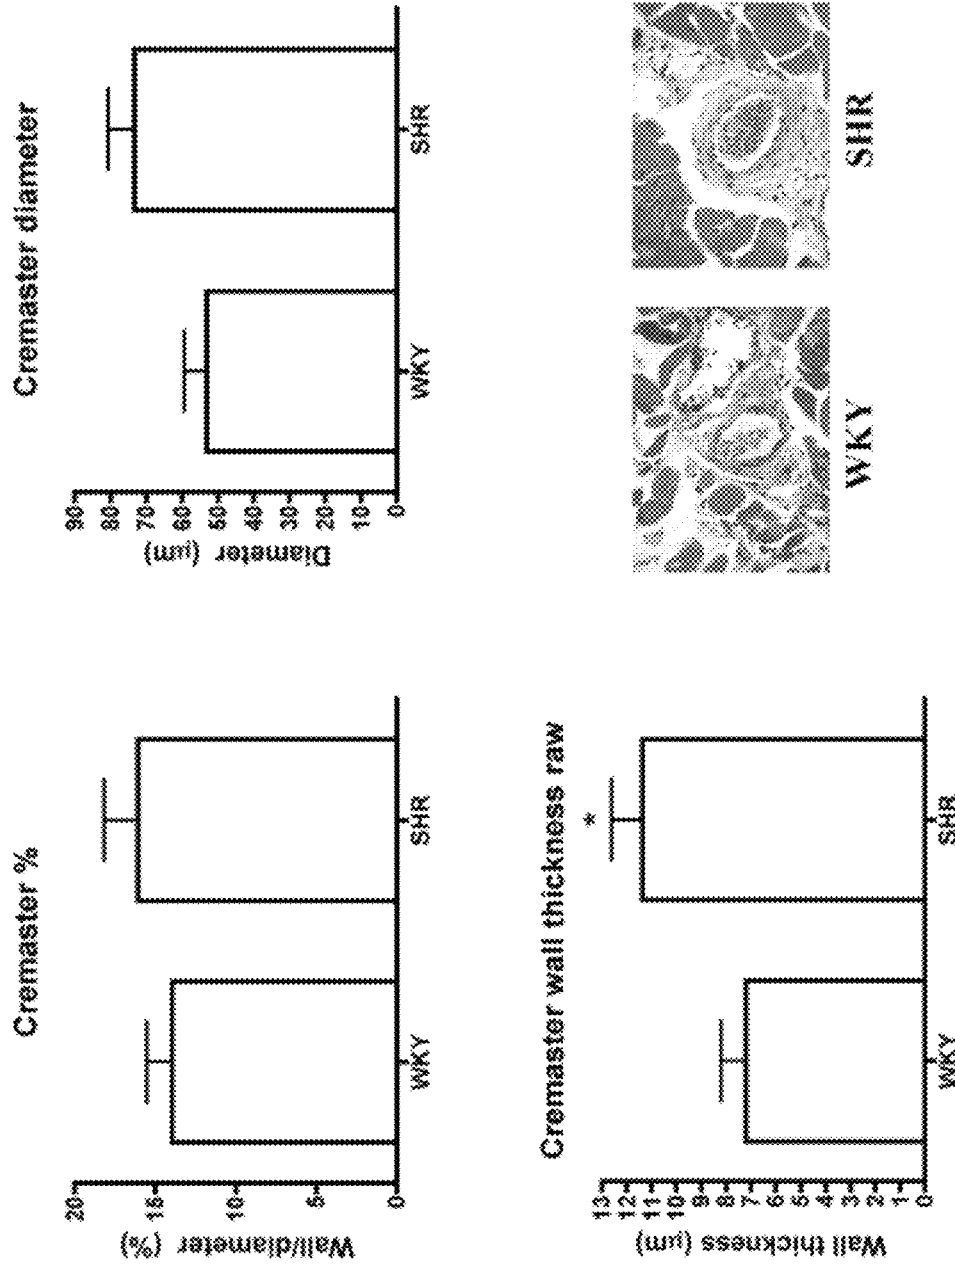 Cremaster %
Wall/diameter (%)
20
15
10
5
0
WKY
SHR
Cremaster diameter
Diameter (µm)
90
80
70
60
50
40
30
20
10
0
WKY
SHR
Cremaster wall thickness raw
Wall thickness (µm)
13
12
11
10
9
8
7
6
5
4
3
2
1
0
*
WKY
SHR
WKY
SHR